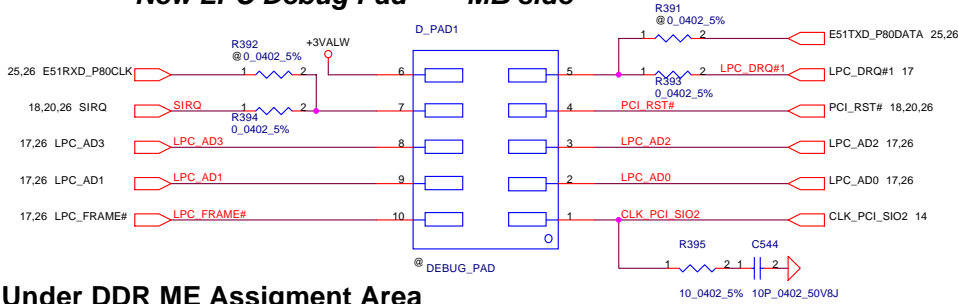 New LPC Debug Pad MB side
R391
@0_0402_5%
1 2
E51TXD_P80DATA 25,26
D_PAD1
R392
@0_0402_5%
+3VALW
25,26 E51RXD_P80CLK
1 2
6
5
1 2
LPC_DRQ#1
LPC_DRQ#1 17
R393
0_0402_5%
18,20,26 SIRQ
SIRQ
1 2
R394
0_0402_5%
7
4
PCI_RST#
PCI_RST# 18,20,26
17,26 LPC_AD3
LPC_AD3
8
3
LPC_AD2
LPC_AD2 17,26
17,26 LPC_AD1
LPC_AD1
9
2
LPC_AD0
LPC_AD0 17,26
17,26 LPC_FRAME#
LPC_FRAME#
10
1
CLK_PCI_SIO2
CLK_PCI_SIO2 14
@ DEBUG_PAD
R395
C544
1 2 1 2
10_0402_5%
10P_0402_50V8J
Under DDR ME Assigment Area